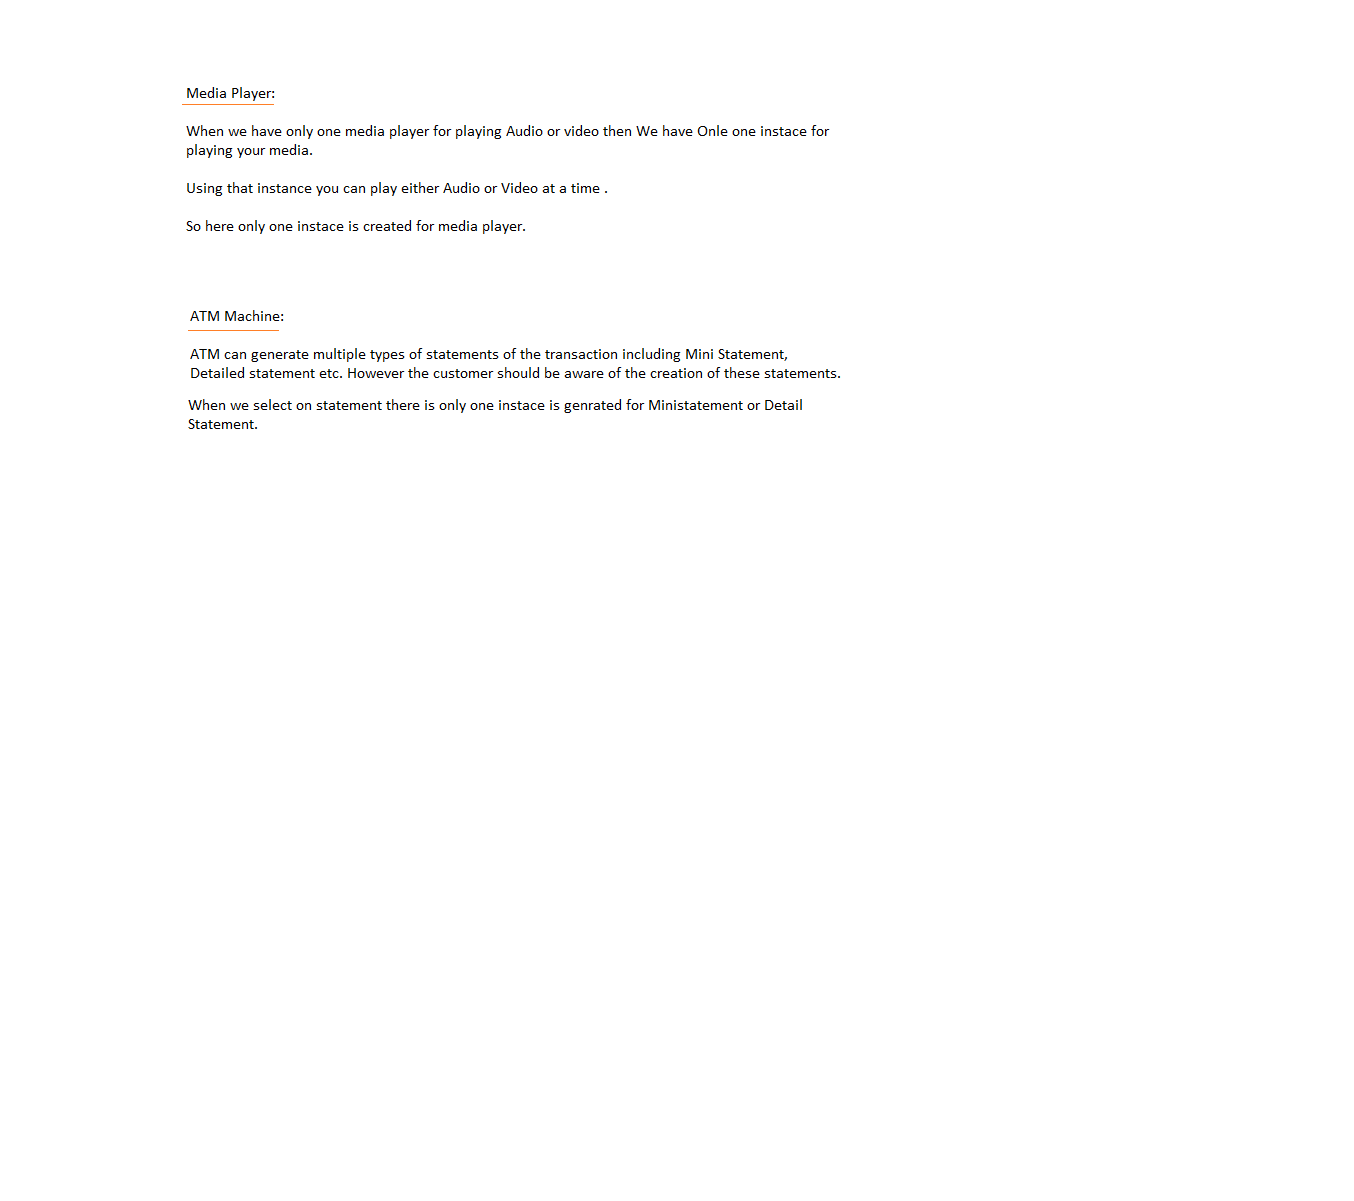 Media Player:
When we have only one media player for playing Audio or video then We have Onle one instace for
playing your media.
Using that instance you can play either Audio or Video at a time .
So here only one instace is created for media player.
ATM Machine:
ATM can generate multiple types of statements of the transaction including Mini Statement,
Detailed statement etc. However the customer should be aware of the creation of these statements.
When we select on statement there is only one instace is genrated for Ministatement or Detail
Statement.